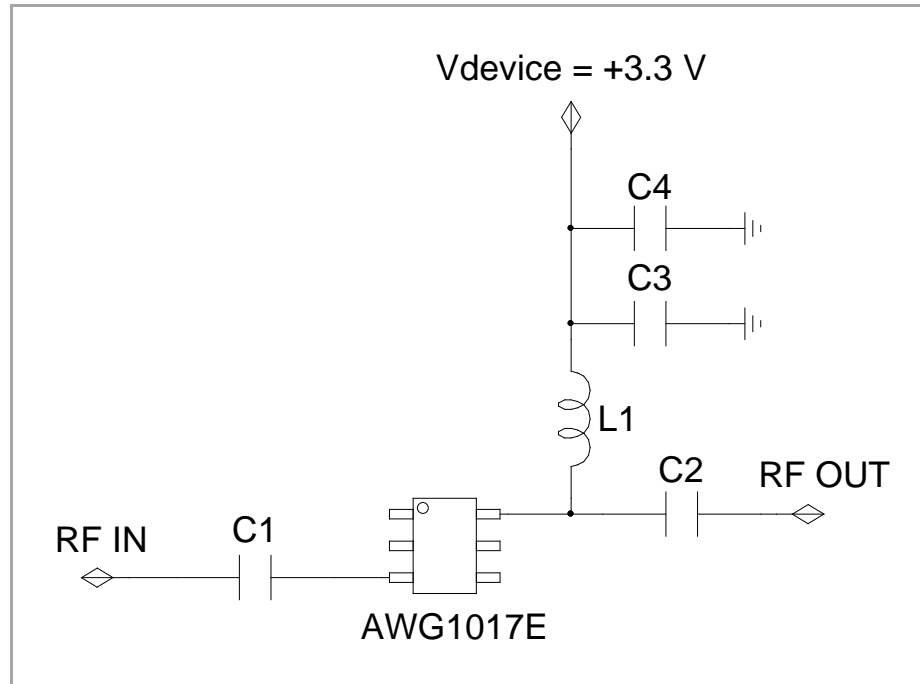 Vdevice = +3.3 V
C4
C3
L1
C2
RF OUT
RF IN
C1
AWG1017E